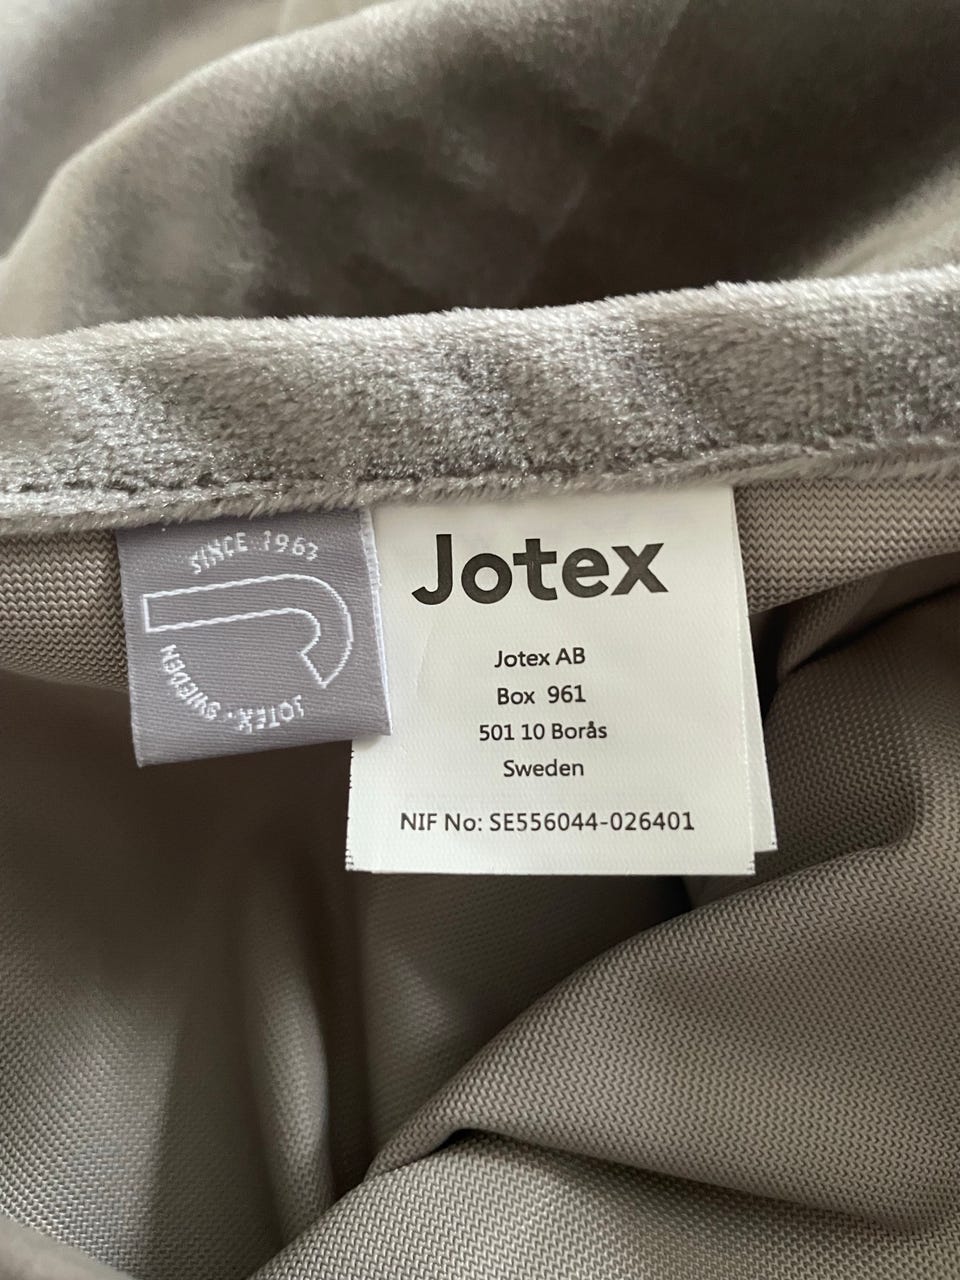 SINCE 1963
JOTEX, SWEDEN
Jotex
Jotex AB
Box 961
501 10 Borås
Sweden
NIF No: SE556044-026401